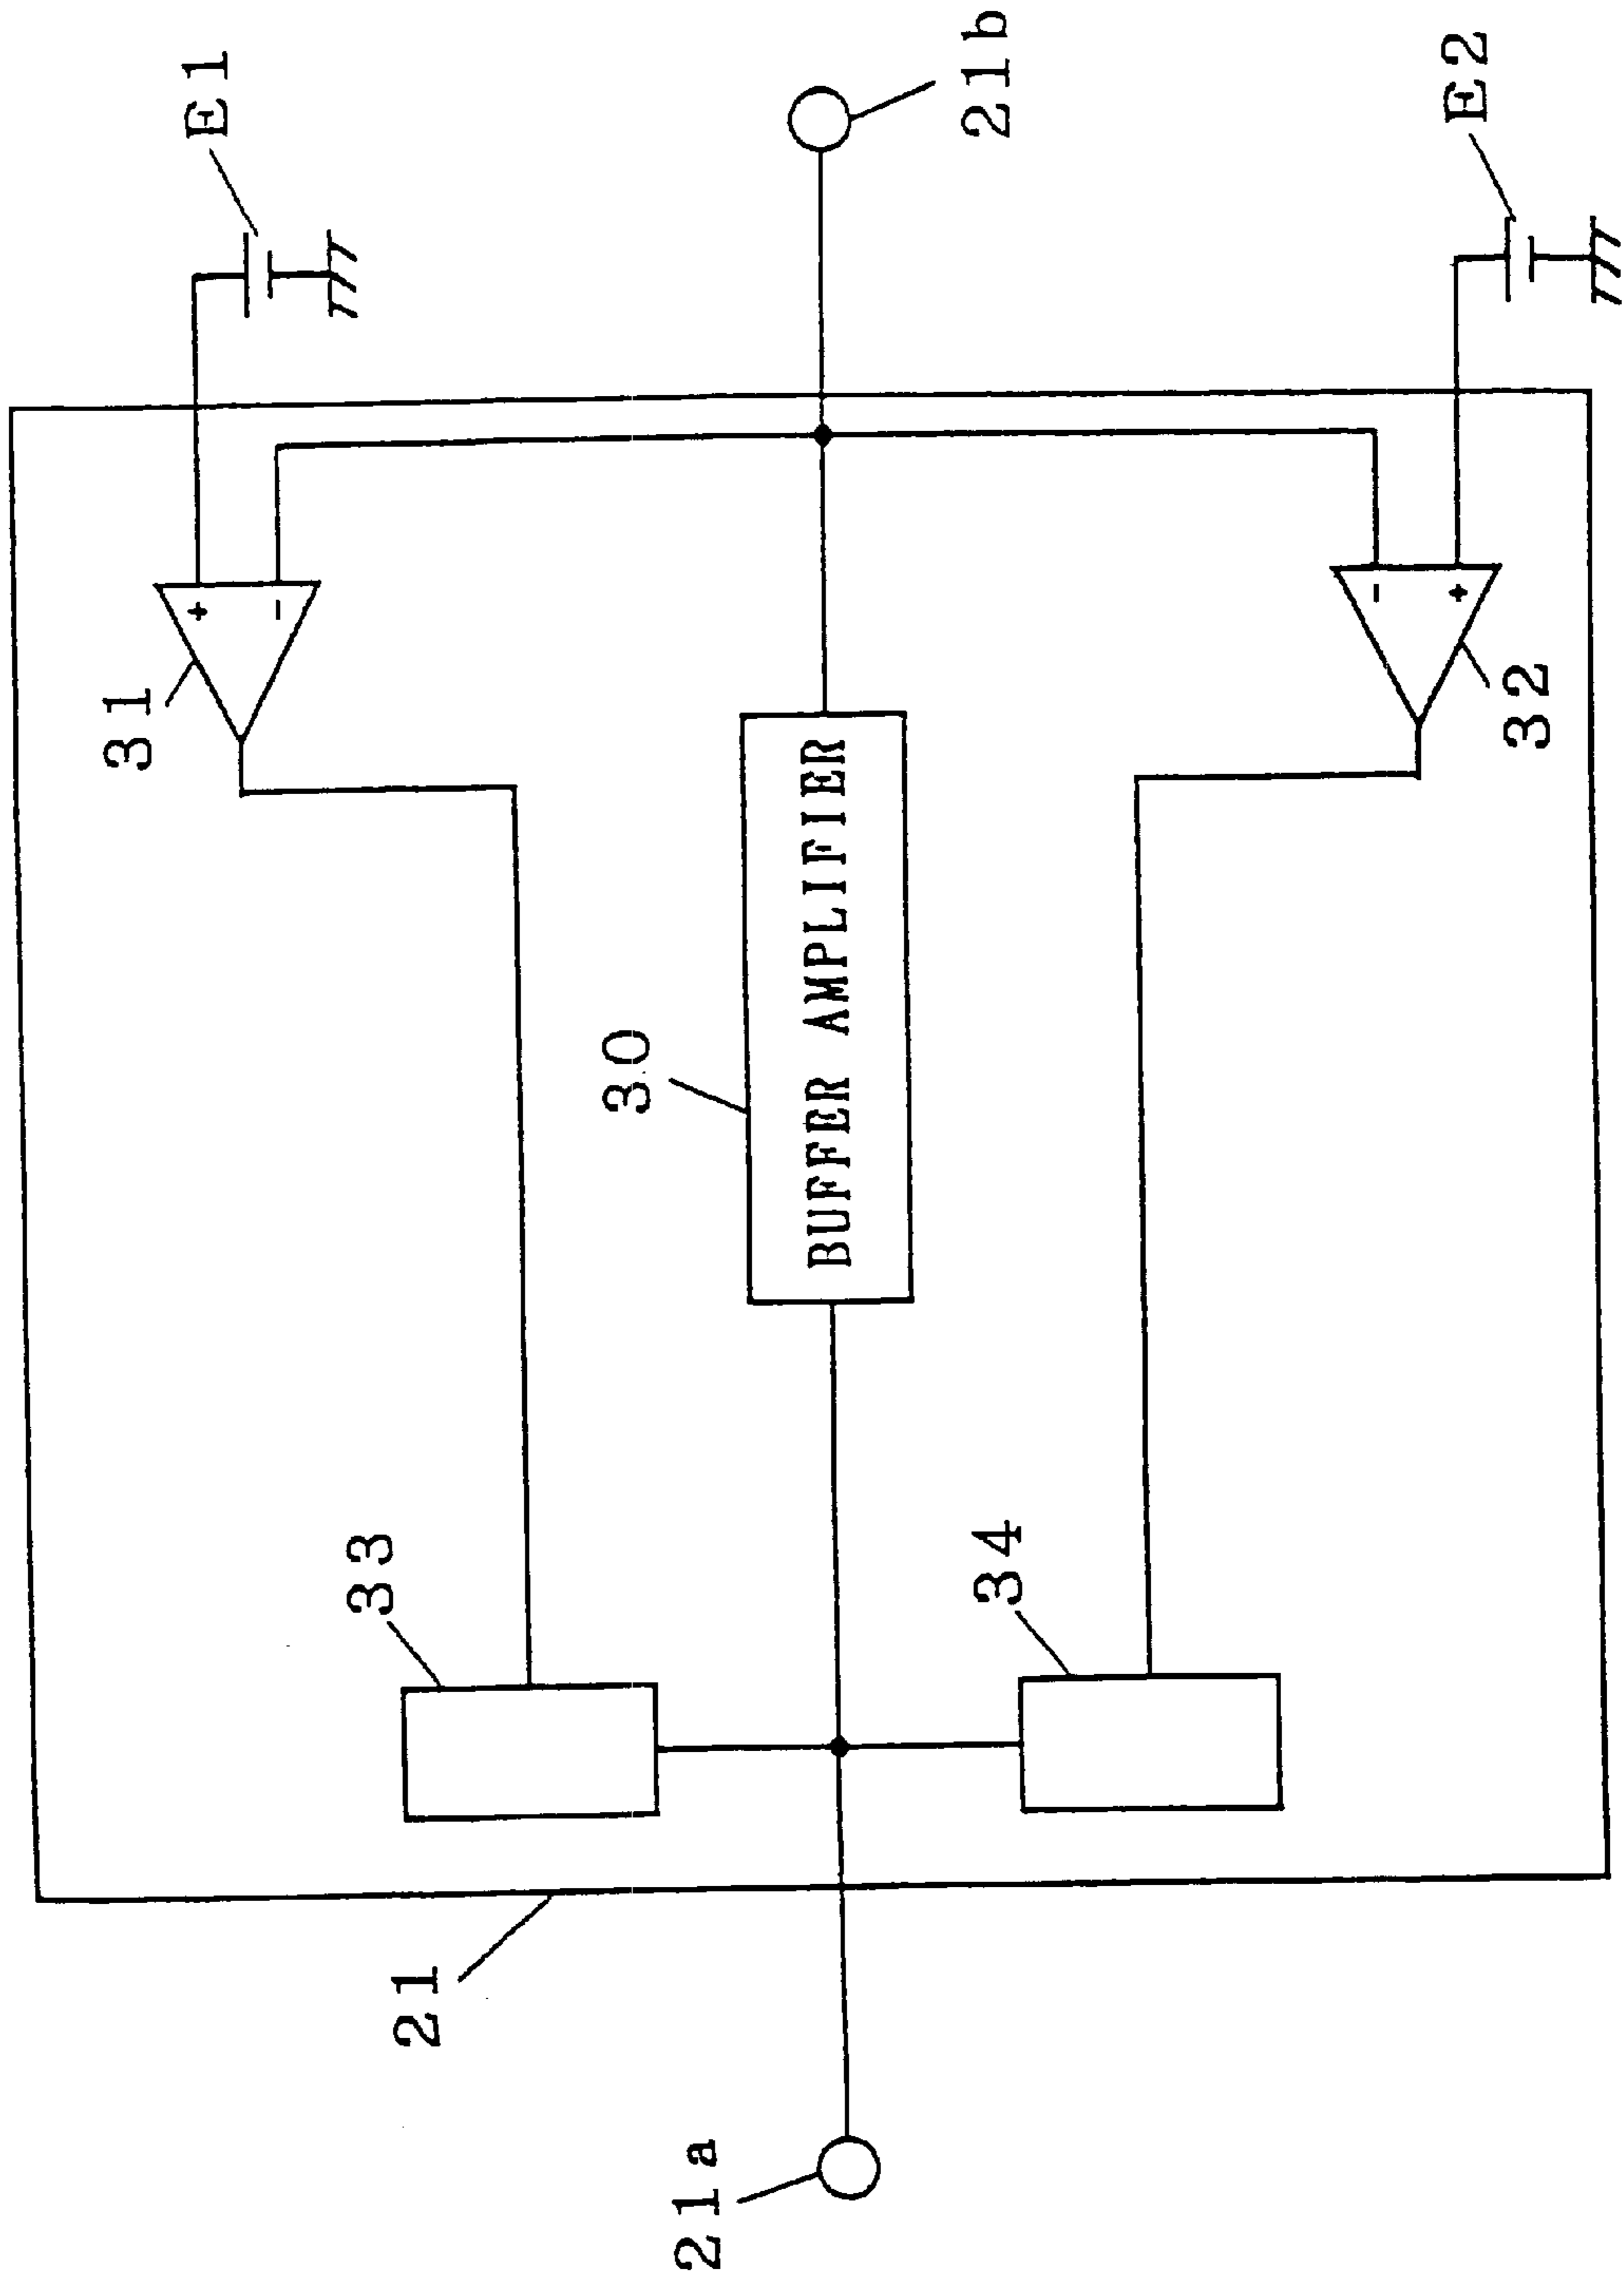 E1
31
+
-
33
21
30
BUFFER AMPLIFIER
21a
21b
34
-
+
32
E2